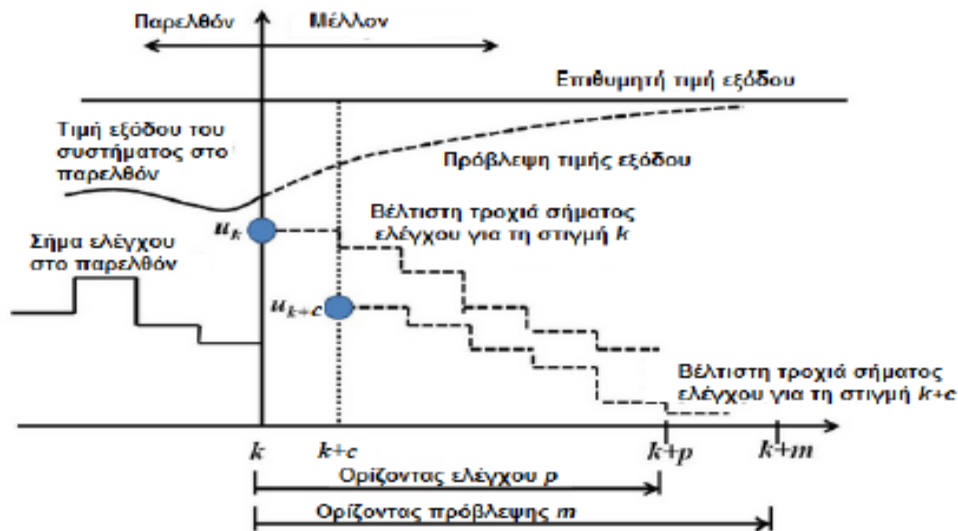 Παρελθόν
Μέλλον
Επιθυμητή τιμή εξόδου
Τιμή εξόδου του
συστήματος στο
παρελθόν
Πρόβλεψη τιμής εξόδου
u_k
Βέλτιστη τροχιά σήματος
ελέγχου για τη στιγμή k
Σήμα ελέγχου
στο παρελθόν
u_{k+c}
Βέλτιστη τροχιά σήματος
ελέγχου για τη στιγμή k+c
k
k+c
k+p
k+m
Ορίζοντας ελέγχου p
Ορίζοντας πρόβλεψης m